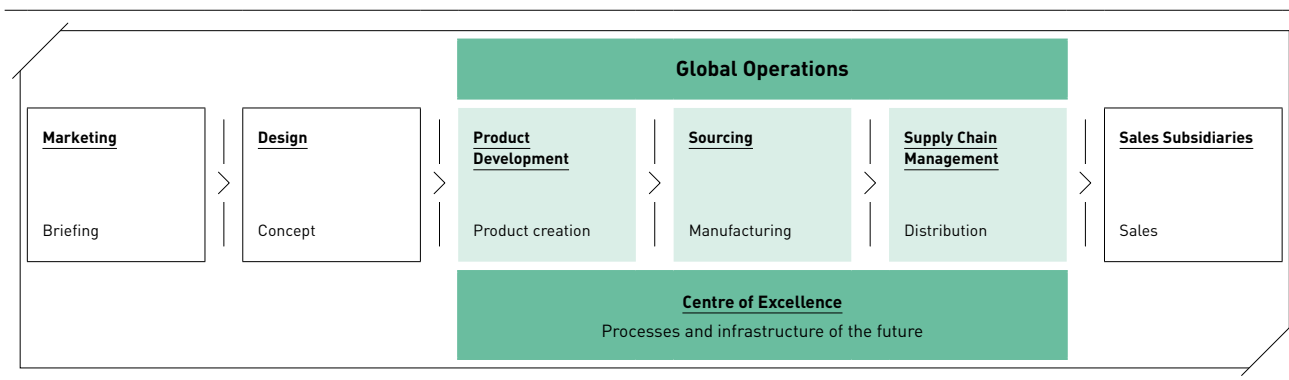 Global Operations
Marketing
Briefing
Design
Concept
Product
Development
Product creation
Sourcing
Manufacturing
Supply Chain
Management
Distribution
Sales Subsidiaries
Sales
Centre of Excellence
Processes and infrastructure of the future